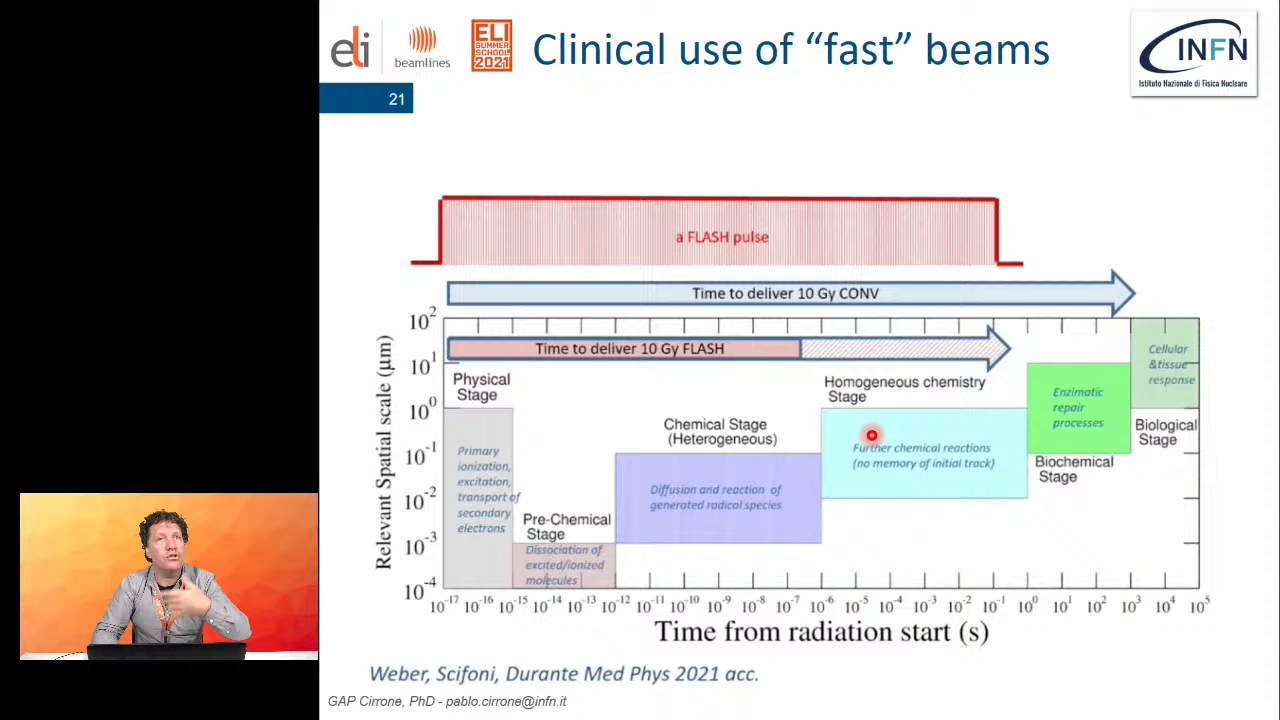 eli
beamlines
ELI
SUMMER
SCHOOL
2021
Clinical use of “fast” beams
INFN
Istituto Nazionale di Fisica Nucleare
21
a FLASH pulse
Time to deliver 10 Gy CONV
Time to deliver 10 Gy FLASH
Relevant Spatial scale (μm)
10²
10¹
10⁰
10⁻¹
10⁻²
10⁻³
10⁻⁴
Physical
Stage
Primary
ionization,
excitation,
transport of
secondary
electrons
Pre-Chemical
Stage
Dissociation of
excited/ionized
molecules
Chemical Stage
(Heterogeneous)
Diffusion and reaction of
generated radical species
Homogeneous chemistry
Stage
Further chemical reactions
(no memory of initial track)
Enzimatic
repair
processes
Biochemical
Stage
Cellular
&tissue
response
Biological
Stage
10⁻¹⁷ 10⁻¹⁶ 10⁻¹⁵ 10⁻¹⁴ 10⁻¹³ 10⁻¹² 10⁻¹¹ 10⁻¹⁰ 10⁻⁹ 10⁻⁸ 10⁻⁷ 10⁻⁶ 10⁻⁵ 10⁻⁴ 10⁻³ 10⁻² 10⁻¹ 10⁰ 10¹ 10² 10³ 10⁴ 10⁵
Time from radiation start (s)
Weber, Scifoni, Durante Med Phys 2021 acc.
GAP Cirrone, PhD - pablo.cirrone@infn.it